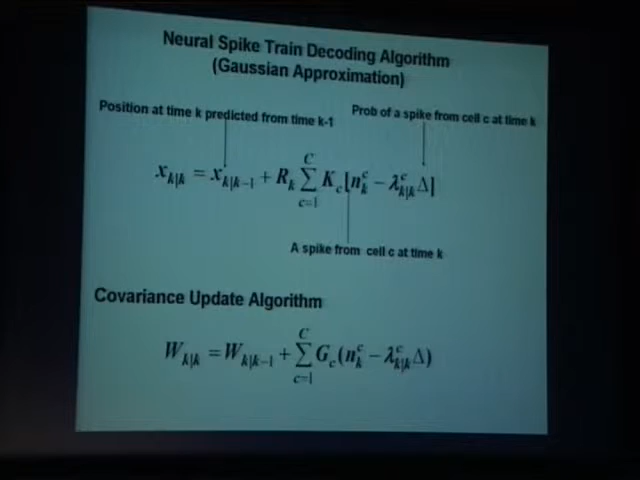 Neural Spike Train Decoding Algorithm
(Gaussian Approximation)
Position at time k predicted from time k-1
Prob of a spike from cell c at time k
x_{k|k} = x_{k|k-1} + R_k \sum_{c=1}^{C} K_c [n_k^c - λ_{k|k}^c Δ]
A spike from cell c at time k
Covariance Update Algorithm
W_{k|k} = W_{k|k-1} + \sum_{c=1}^{C} G_c (n_k^c - λ_{k|k}^c Δ)